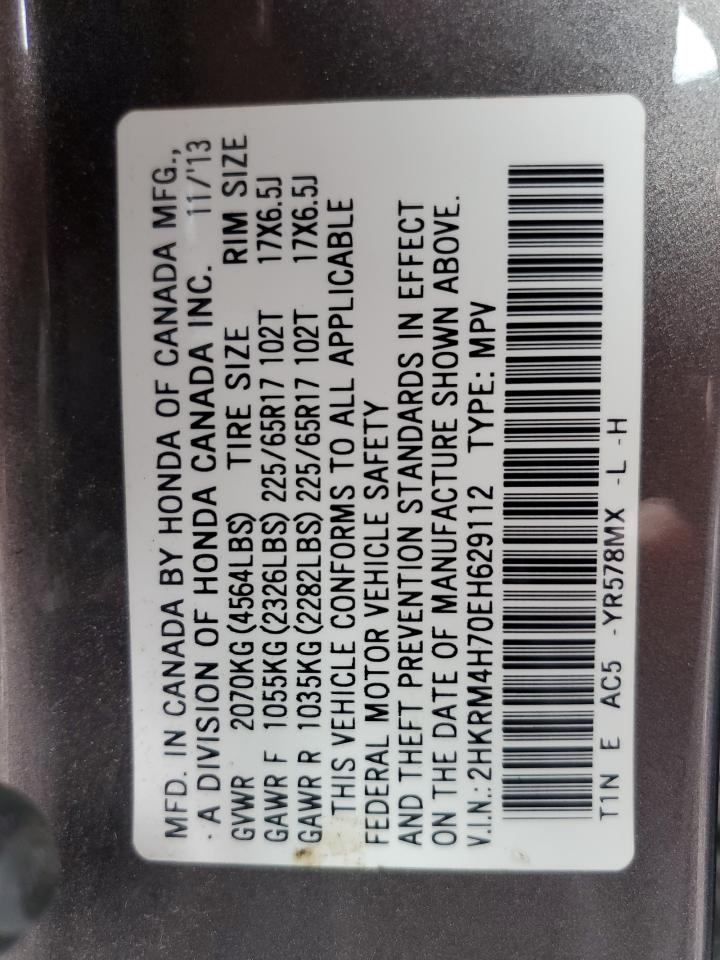 MFD. IN CANADA BY HONDA OF CANADA MFG.,
A DIVISION OF HONDA CANADA INC. 11/'13
GVWR 2070KG(4564LBS) TIRE SIZE RIM SIZE
GAWR F 1055KG(2326LBS) 225/65R17 102T 17X6.5J
GAWR R 1035KG(2282LBS) 225/65R17 102T 17X6.5J
THIS VEHICLE CONFORMS TO ALL APPLICABLE
FEDERAL MOTOR VEHICLE SAFETY
AND THEFT PREVENTION STANDARDS IN EFFECT
ON THE DATE OF MANUFACTURE SHOWN ABOVE.
V.I.N.: 2HKRM4H70EH629112 TYPE: MPV
T1N E AC5 -YR578MX -L -H